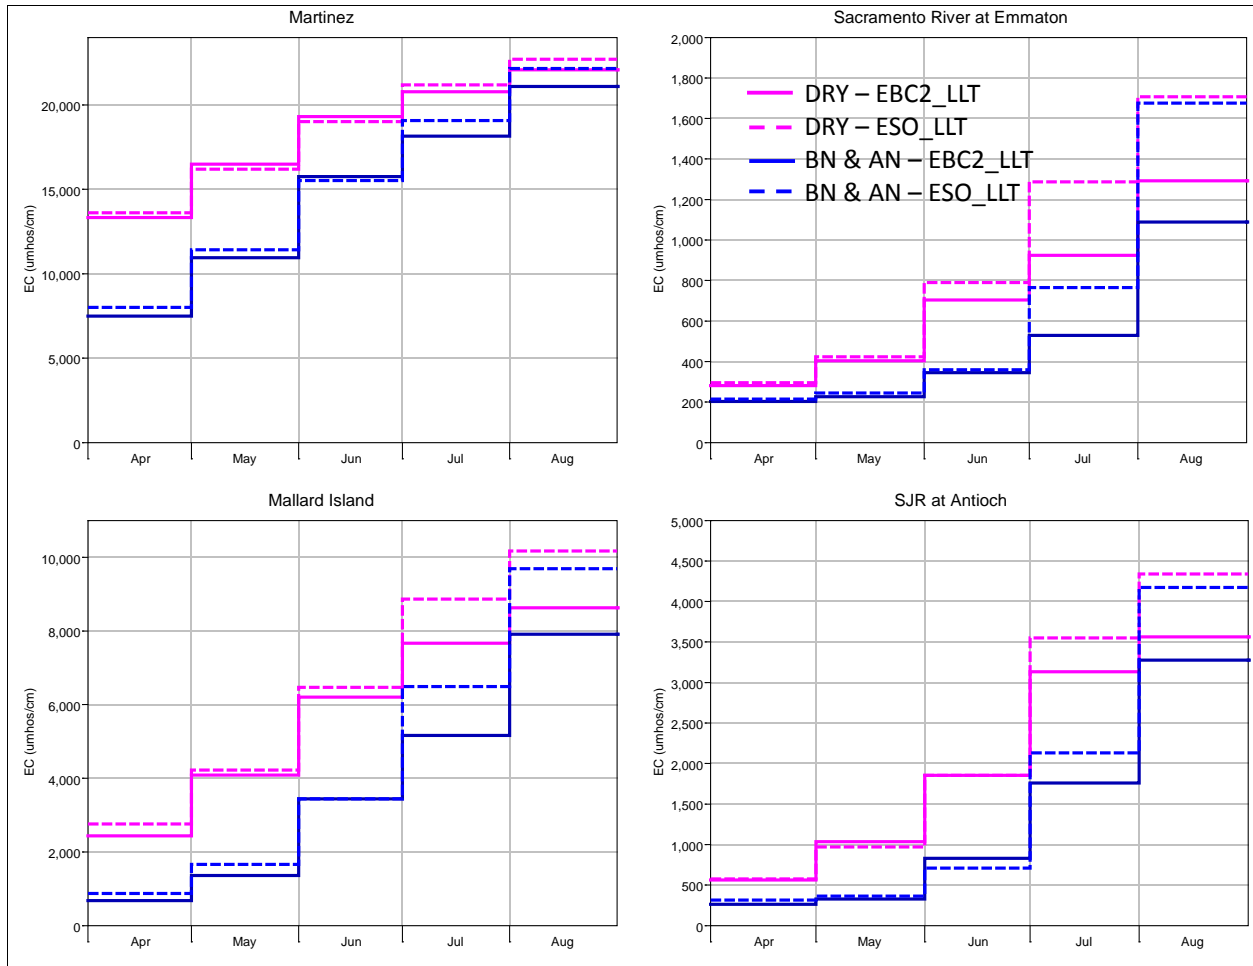 Martinez
EC (umhos/cm)
20,000
15,000
10,000
5,000
0
Apr May Jun Jul Aug
Sacramento River at Emmaton
EC (umhos/cm)
2,000
1,800
1,600
1,400
1,200
1,000
800
600
400
200
0
DRY – EBC2_LLT
DRY – ESO_LLT
BN & AN – EBC2_LLT
BN & AN – ESO_LLT
Apr May Jun Jul Aug
Mallard Island
EC (umhos/cm)
10,000
8,000
6,000
4,000
2,000
0
Apr May Jun Jul Aug
SJR at Antioch
EC (umhos/cm)
5,000
4,500
4,000
3,500
3,000
2,500
2,000
1,500
1,000
500
0
Apr May Jun Jul Aug